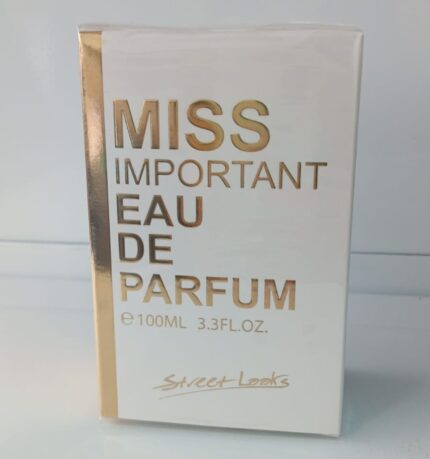 MISS
IMPORTANT
EAU
DE
PARFUM
℮100ML 3.3FL.OZ.
Street Looks